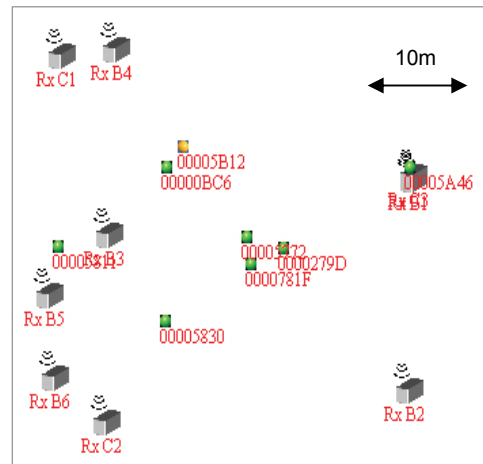 10m
Rx C1
Rx B4
00005B12
00000BC6
00005A46
Rx B1
Rx B3
0000279D
0000781F
Rx B5
00005830
Rx B6
Rx B2
Rx C2